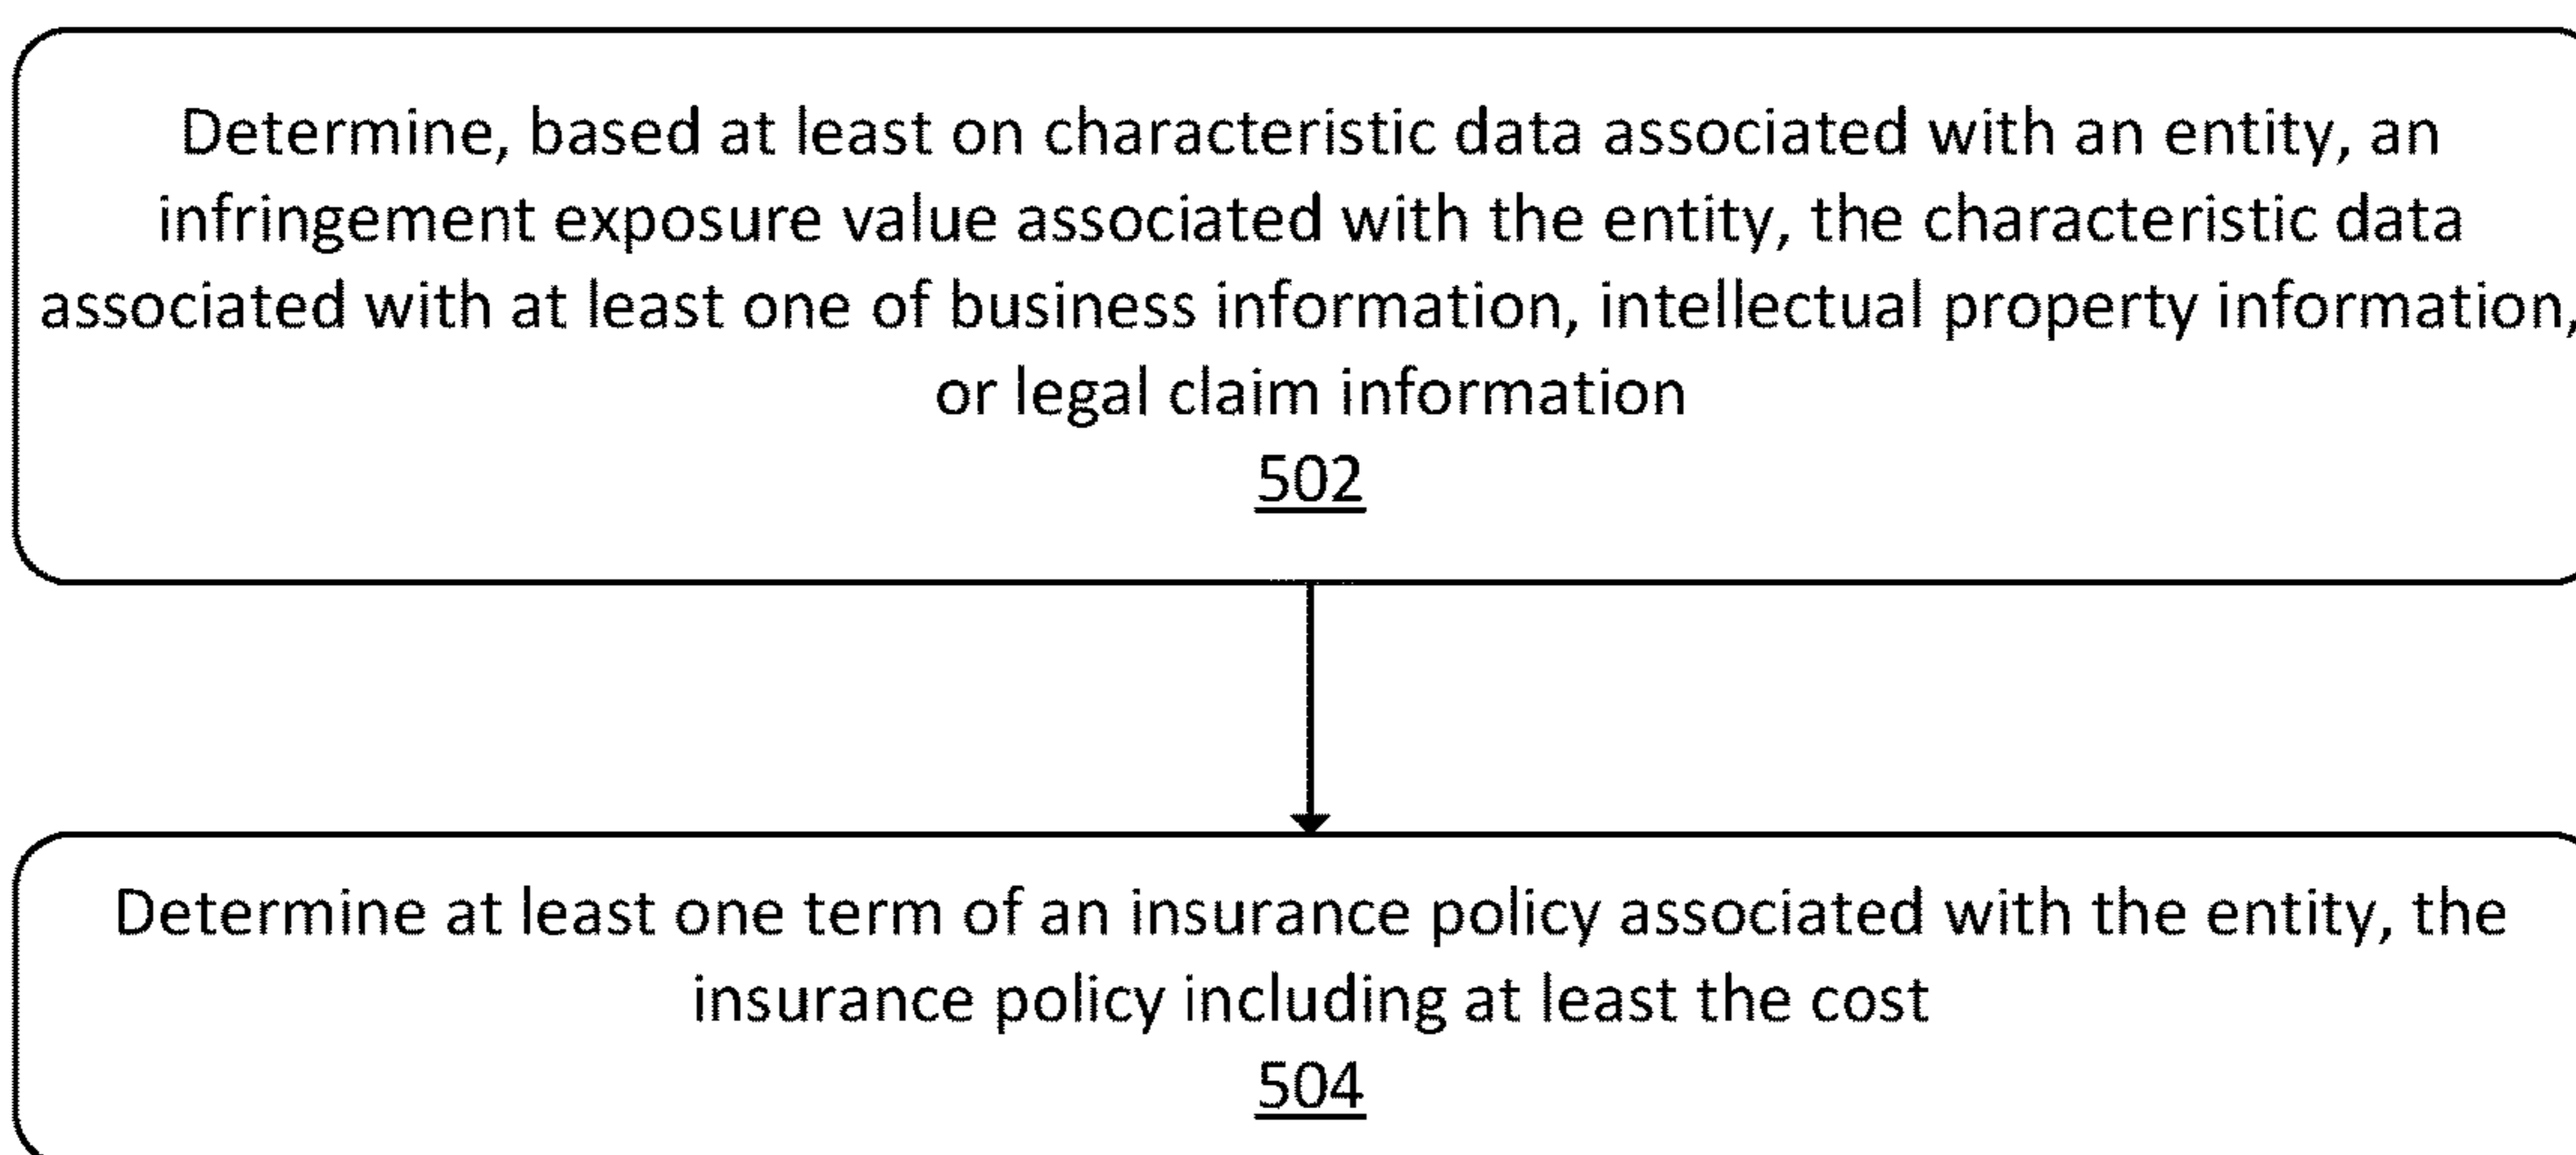 Determine, based at least on characteristic data associated with an entity, an
infringement exposure value associated with the entity, the characteristic data
associated with at least one of business information, intellectual property information,
or legal claim information
502
Determine at least one term of an insurance policy associated with the entity, the
insurance policy including at least the cost
504